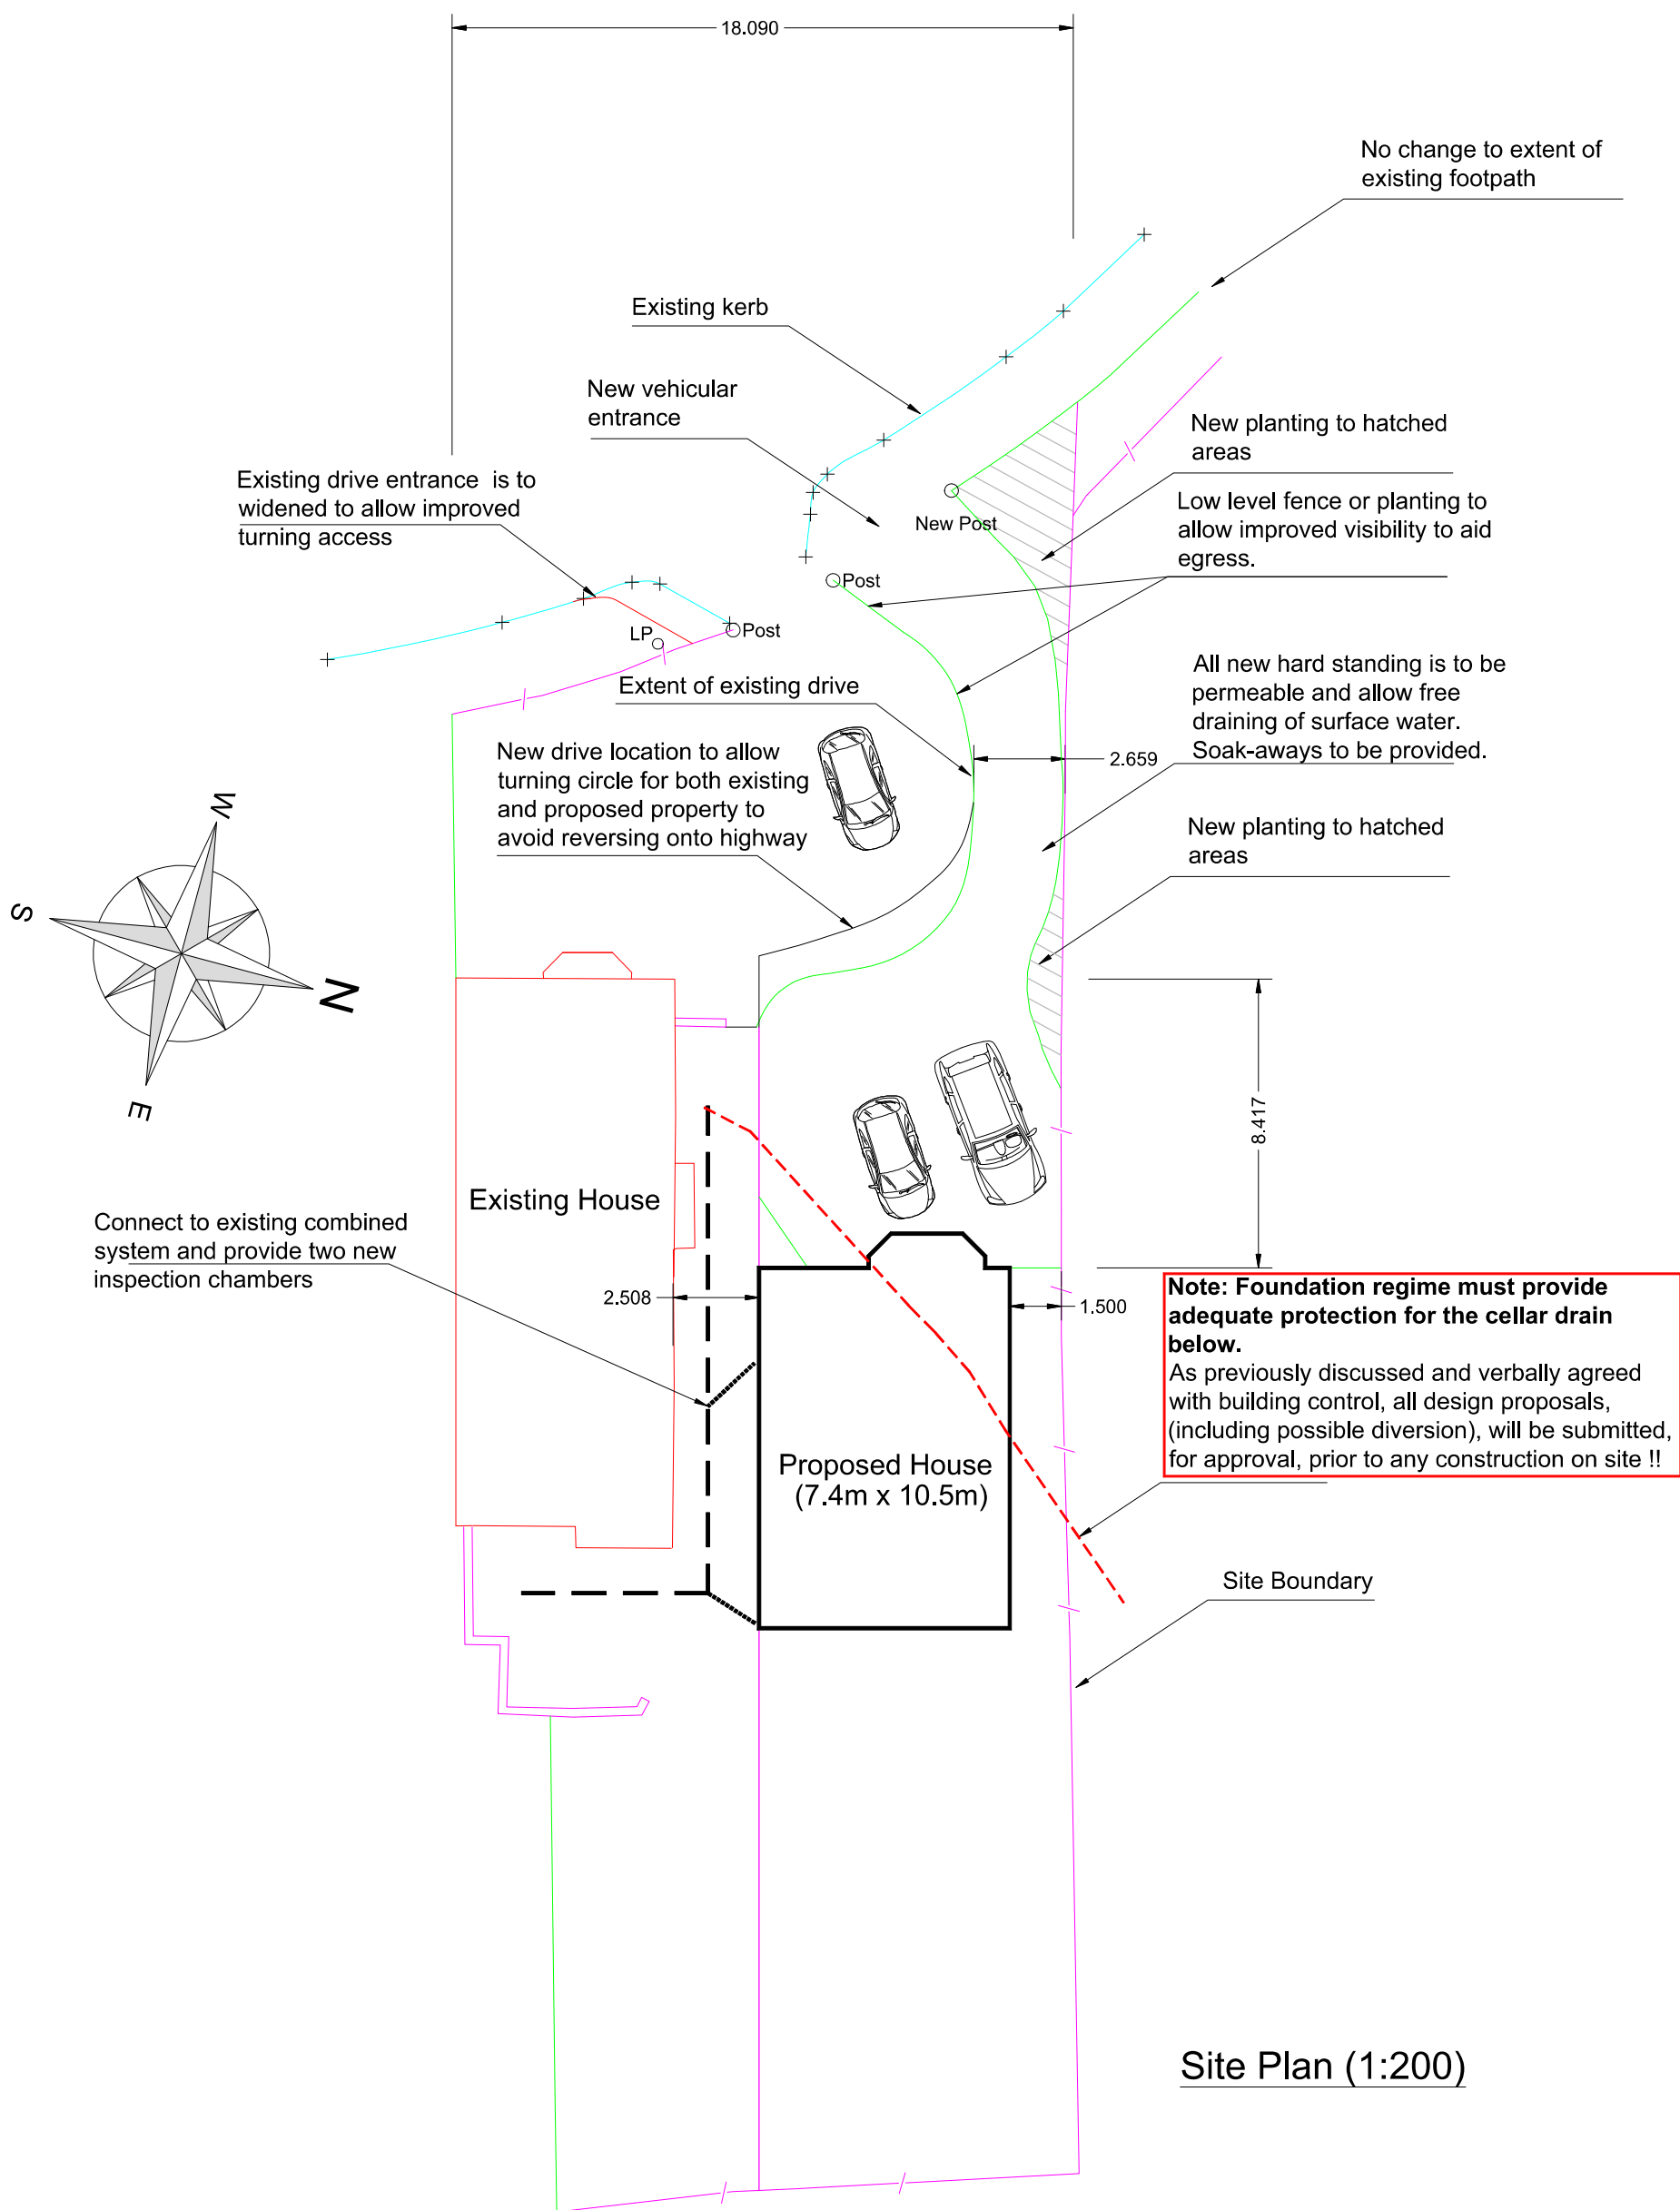 18.090
No change to extent of
existing footpath
Existing kerb
New vehicular
entrance
New planting to hatched
areas
Existing drive entrance is to
widened to allow improved
turning access
Low level fence or planting to
allow improved visibility to aid
egress.
New Post
Post
LP
Post
All new hard standing is to be
permeable and allow free
draining of surface water.
Soak-aways to be provided.
Extent of existing drive
2.659
New drive location to allow
turning circle for both existing
and proposed property to
avoid reversing onto highway
New planting to hatched
areas
W
S
N
E
8.417
Existing House
Connect to existing combined
system and provide two new
inspection chambers
2.508
1.500
Note: Foundation regime must provide
adequate protection for the cellar drain
below.
As previously discussed and verbally agreed
with building control, all design proposals,
(including possible diversion), will be submitted,
for approval, prior to any construction on site !!
Proposed House
(7.4m x 10.5m)
Site Boundary
Site Plan (1:200)